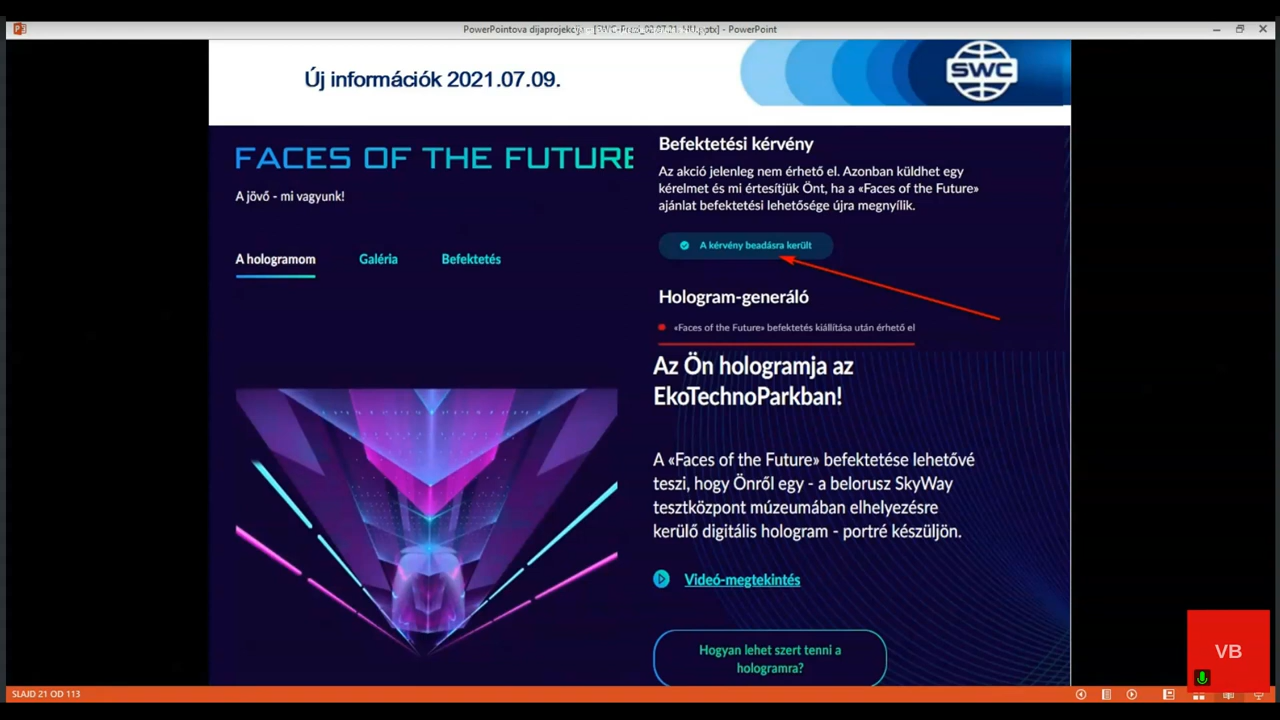 PowerPointova dijaprojekcija - [SWC-Prezi_02.07.21. HU.pptx] - PowerPoint
Új információk 2021.07.09.
SWC
FACES OF THE FUTURE
A jövő - mi vagyunk!
A hologramom
Galéria
Befektetés
Befektetési kérvény
Az akció jelenleg nem érhető el. Azonban küldhet egy
kérelmet és mi értesítjük Önt, ha a «Faces of the Future»
ajánlat befektetési lehetősége újra megnyílik.
A kérvény beadásra került
Hologram-generáló
«Faces of the Future» befektetés kiállítása után érhető el
Az Ön hologramja az
EkoTechnoParkban!
A «Faces of the Future» befektetése lehetővé
teszi, hogy Önről egy - a belorusz SkyWay
tesztközpont múzeumában elhelyezésre
kerülő digitális hologram - portré készüljön.
Videó-megtekintés
Hogyan lehet szert tenni a
hologramra?
VB
SLAJD 21 OD 113